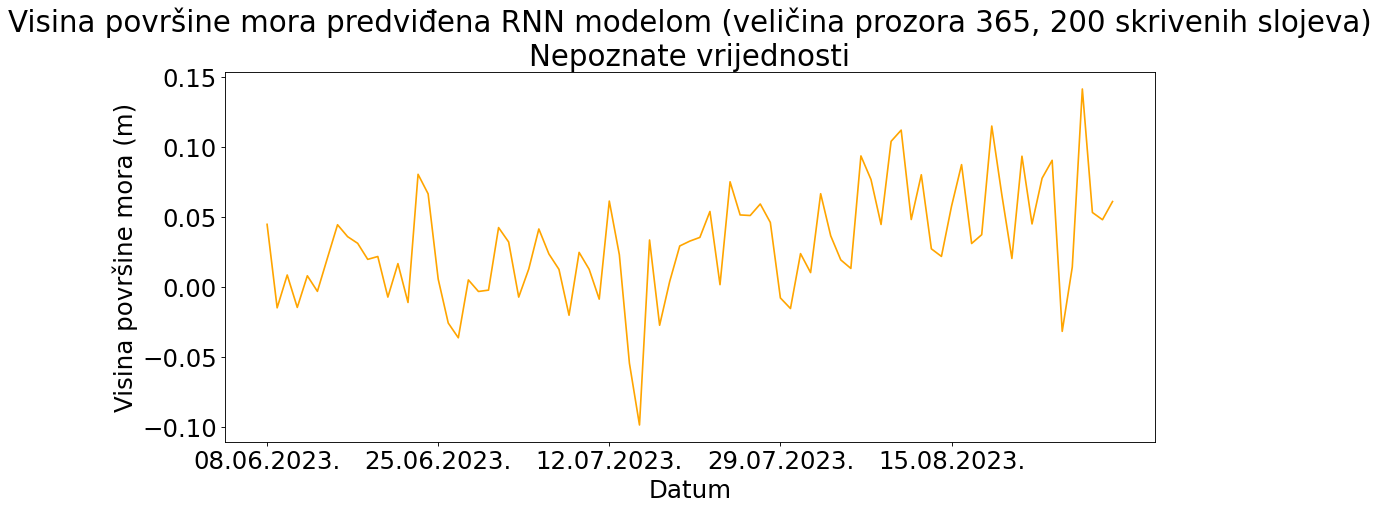 Visina površine mora predviđena RNN modelom (veličina prozora 365, 200 skrivenih slojeva)
Nepoznate vrijednosti
Visina površine mora (m)
0.15
0.10
0.05
0.00
−0.05
−0.10
08.06.2023. 25.06.2023. 12.07.2023. 29.07.2023. 15.08.2023.
Datum